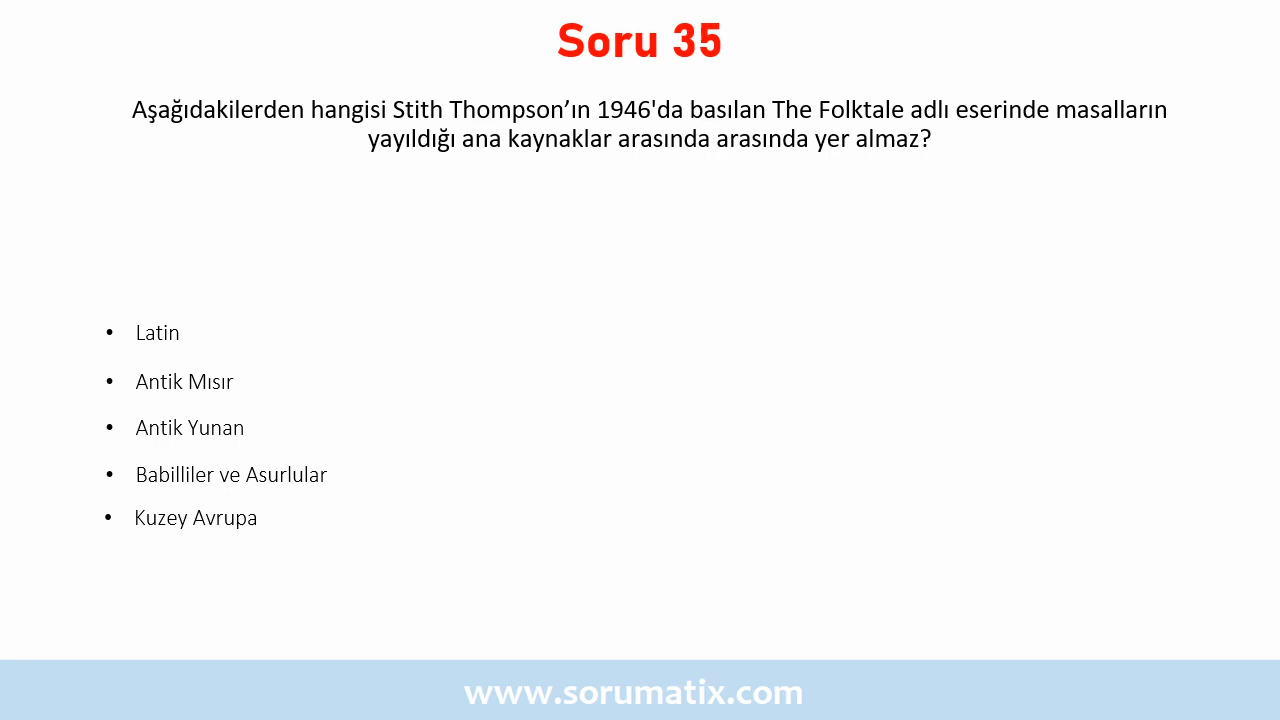 Soru 35
Aşağıdakilerden hangisi Stith Thompson’ın 1946'da basılan The Folktale adlı eserinde masalların
yayıldığı ana kaynaklar arasında arasında yer almaz?
• Latin
• Antik Mısır
• Antik Yunan
• Babilliler ve Asurlular
• Kuzey Avrupa
www.sorumatix.com